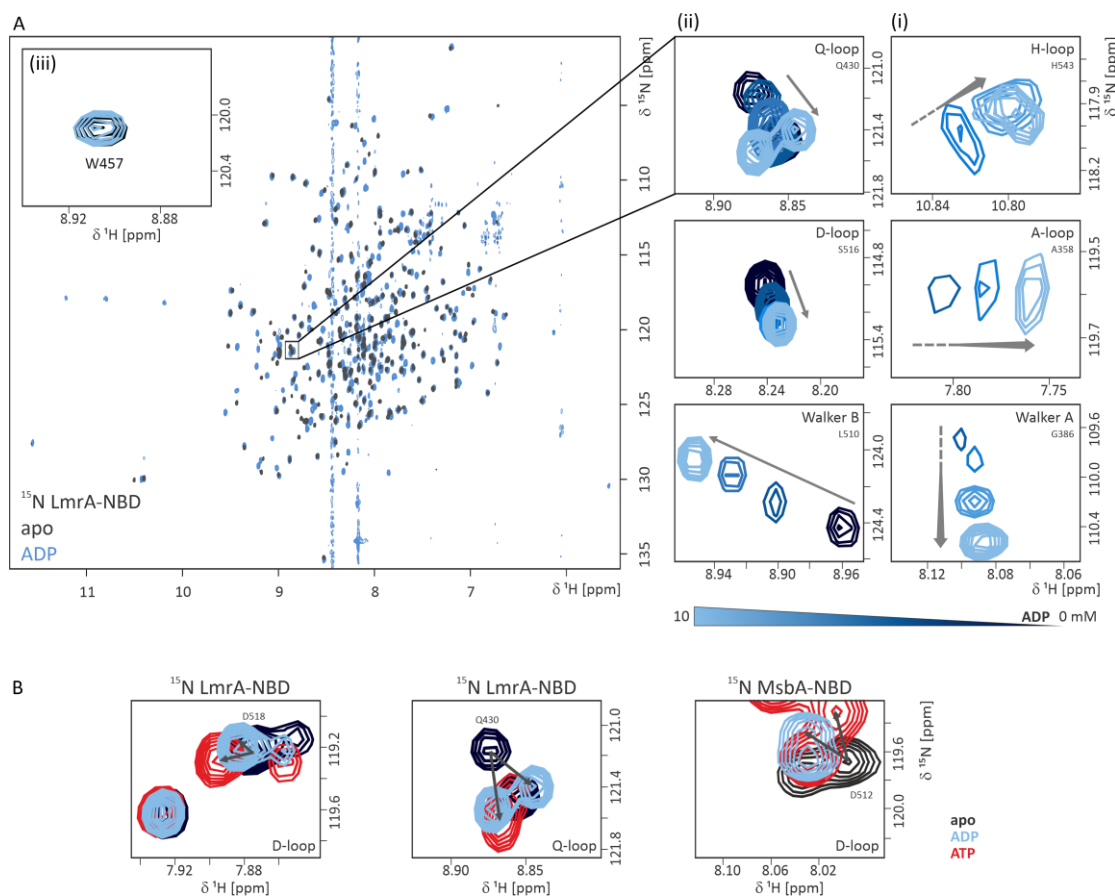 A
(iii)
W457
120.0
120.4
8.92
8.88
δ ¹H [ppm]
¹⁵N LmrA-NBD
apo
ADP
11
10
9
8
7
δ ¹H [ppm]
δ ¹⁵N [ppm]
110
115
120
125
130
135
(ii)
Q-loop
Q430
121.0
121.4
121.8
8.90
8.85
D-loop
S516
114.8
115.4
8.28
8.24
8.20
Walker B
L510
124.0
124.4
8.94
8.90
8.96
(i)
H-loop
H543
δ ¹⁵N [ppm]
117.9
118.2
10.84
10.80
A-loop
A358
119.5
119.7
7.80
7.75
Walker A
G386
109.6
110.0
110.4
8.12
8.08
8.06
δ ¹H [ppm]
10
ADP
0 mM
B
¹⁵N LmrA-NBD
D518
119.2
119.6
D-loop
7.92
7.88
δ ¹H [ppm]
¹⁵N LmrA-NBD
Q430
121.0
121.4
121.8
Q-loop
8.90
8.85
δ ¹H [ppm]
¹⁵N MsbA-NBD
D512
δ ¹⁵N [ppm]
119.6
120.0
D-loop
8.10
8.06
8.02
δ ¹H [ppm]
apo
ADP
ATP